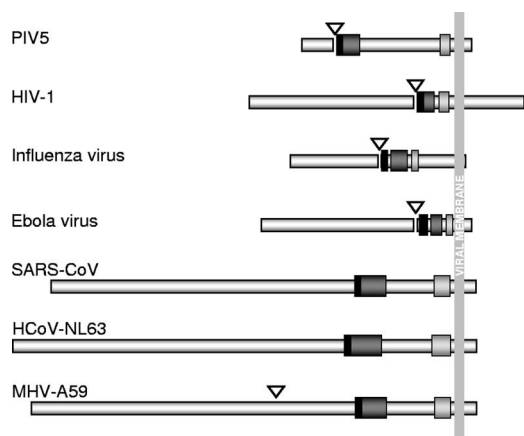 PIV5
HIV-1
Influenza virus
Ebola virus
SARS-CoV
HCoV-NL63
MHV-A59
VIRAL MEMBRANE